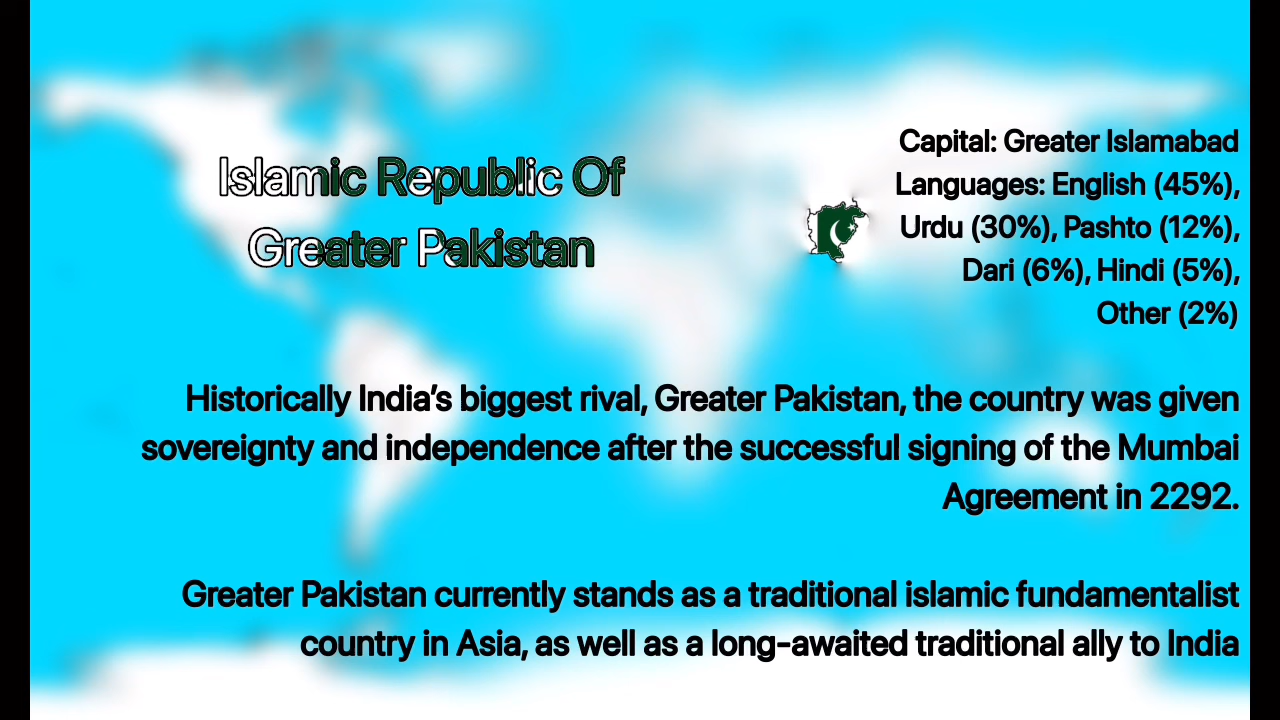 Islamic Republic Of
Greater Pakistan
Capital: Greater Islamabad
Languages: English (45%),
Urdu (30%), Pashto (12%),
Dari (6%), Hindi (5%),
Other (2%)
Historically India’s biggest rival, Greater Pakistan, the country was given
sovereignty and independence after the successful signing of the Mumbai
Agreement in 2292.
Greater Pakistan currently stands as a traditional islamic fundamentalist
country in Asia, as well as a long-awaited traditional ally to India